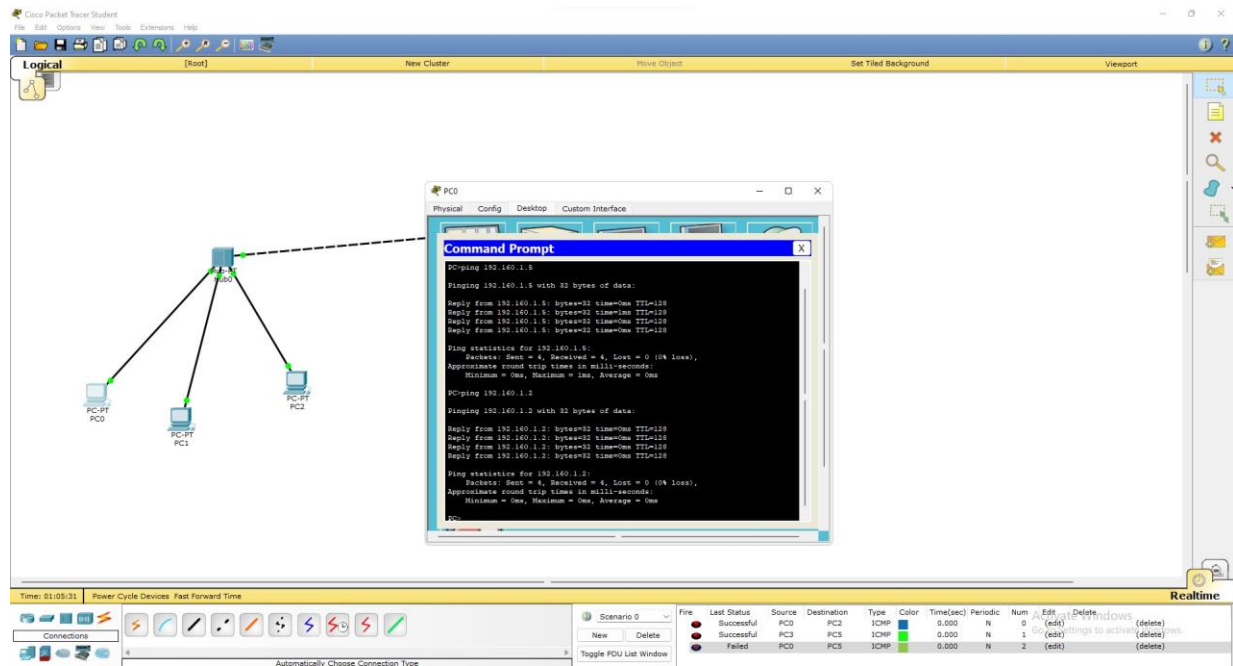 Cisco Packet Tracer Student
File Edit Options View Tools Extensions Help
Logical [Root] New Cluster Move Object Set Tiled Background Viewport
Hub-PT
Hub0
PC-PT
PC0
PC-PT
PC1
PC-PT
PC2
PC0
Physical Config Desktop Custom Interface
Command Prompt X
PC>ping 192.160.1.5
Pinging 192.160.1.5 with 32 bytes of data:
Reply from 192.160.1.5: bytes=32 time=0ms TTL=128
Reply from 192.160.1.5: bytes=32 time=1ms TTL=128
Reply from 192.160.1.5: bytes=32 time=0ms TTL=128
Reply from 192.160.1.5: bytes=32 time=0ms TTL=128
Ping statistics for 192.160.1.5:
Packets: Sent = 4, Received = 4, Lost = 0 (0% loss),
Approximate round trip times in milli-seconds:
Minimum = 0ms, Maximum = 1ms, Average = 0ms
PC>ping 192.160.1.2
Pinging 192.160.1.2 with 32 bytes of data:
Reply from 192.160.1.2: bytes=32 time=0ms TTL=128
Reply from 192.160.1.2: bytes=32 time=0ms TTL=128
Reply from 192.160.1.2: bytes=32 time=0ms TTL=128
Reply from 192.160.1.2: bytes=32 time=0ms TTL=128
Ping statistics for 192.160.1.2:
Packets: Sent = 4, Received = 4, Lost = 0 (0% loss),
Approximate round trip times in milli-seconds:
Minimum = 0ms, Maximum = 0ms, Average = 0ms
PC>
Time: 01:05:31 Power Cycle Devices Fast Forward Time Realtime
Connections
Automatically Choose Connection Type
Scenario 0
New Delete
Toggle PDU List Window
Fire Last Status Source Destination Type Color Time(sec) Periodic Num Edit Delete
Successful PC0 PC2 ICMP 0.000 N 0 (edit) (delete)
Successful PC3 PC5 ICMP 0.000 N 1 (edit) (delete)
Failed PC0 PC5 ICMP 0.000 N 2 (edit) (delete)
Activate Windows
Go to Settings to activate Windows.